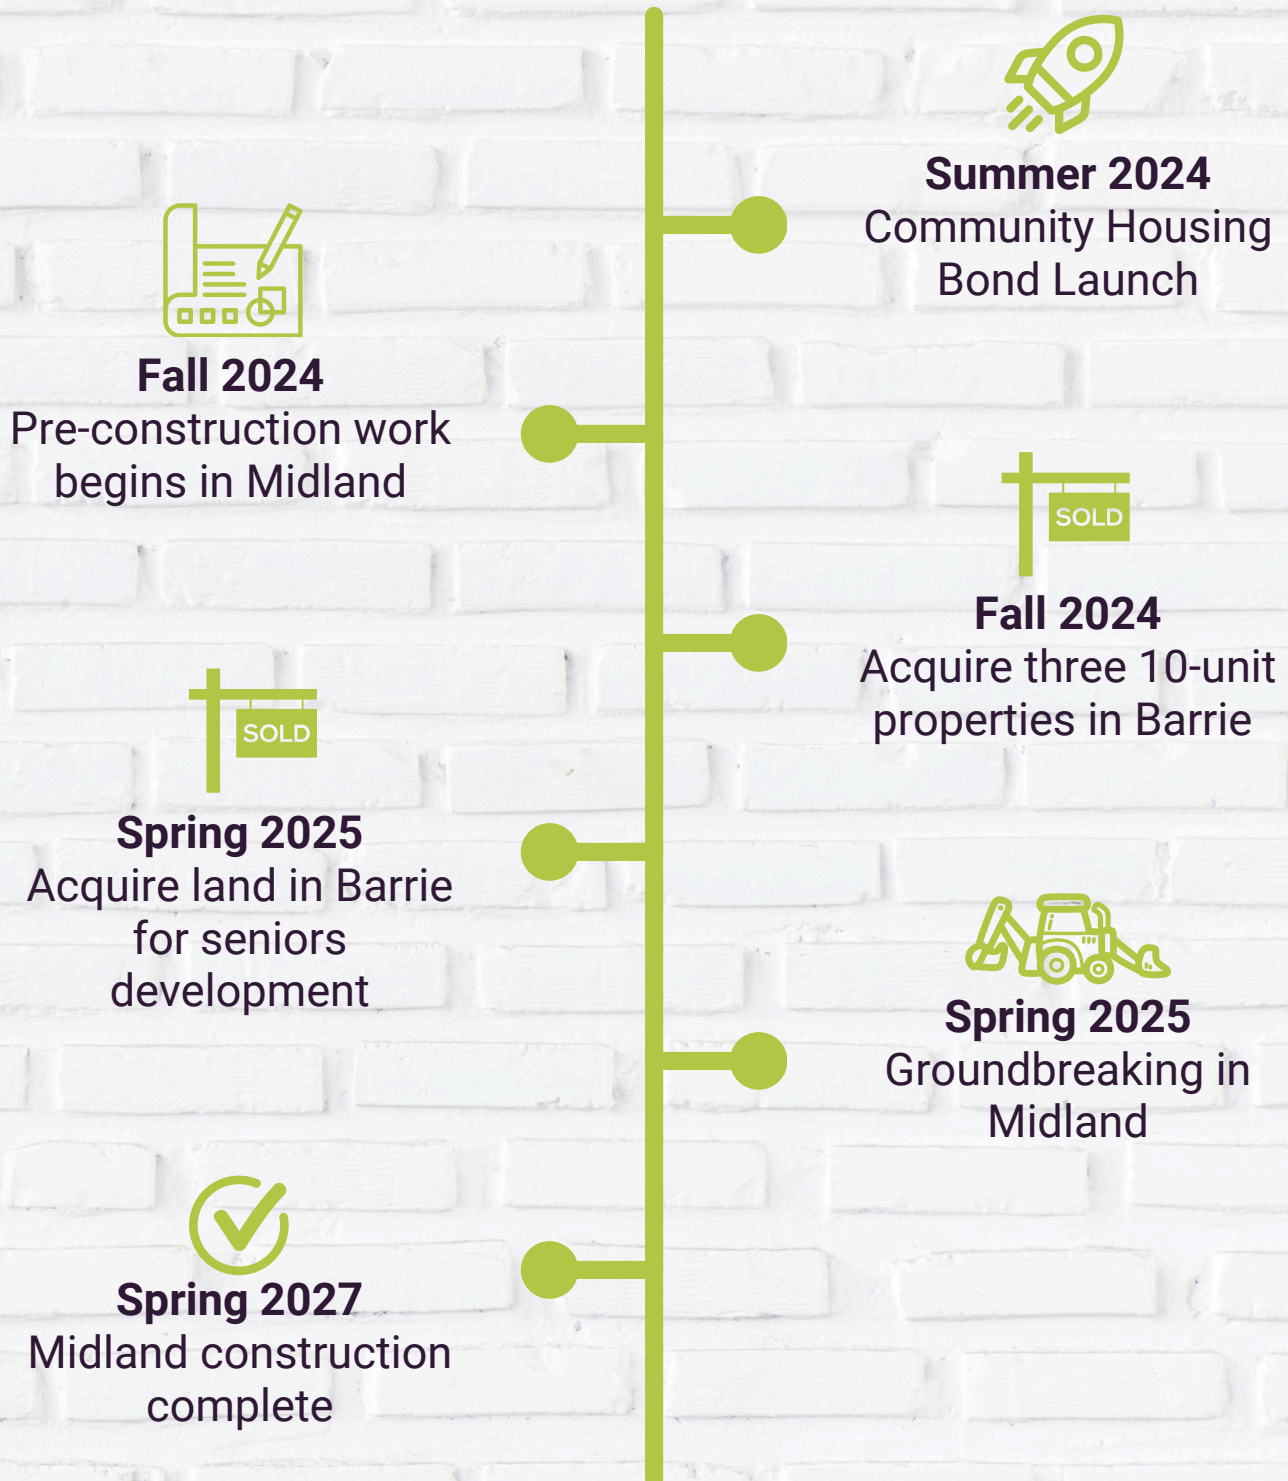 Summer 2024
Community Housing
Bond Launch
Fall 2024
Pre-construction work
begins in Midland
SOLD
Fall 2024
Acquire three 10-unit
properties in Barrie
SOLD
Spring 2025
Acquire land in Barrie
for seniors
development
Spring 2025
Groundbreaking in
Midland
Spring 2027
Midland construction
complete